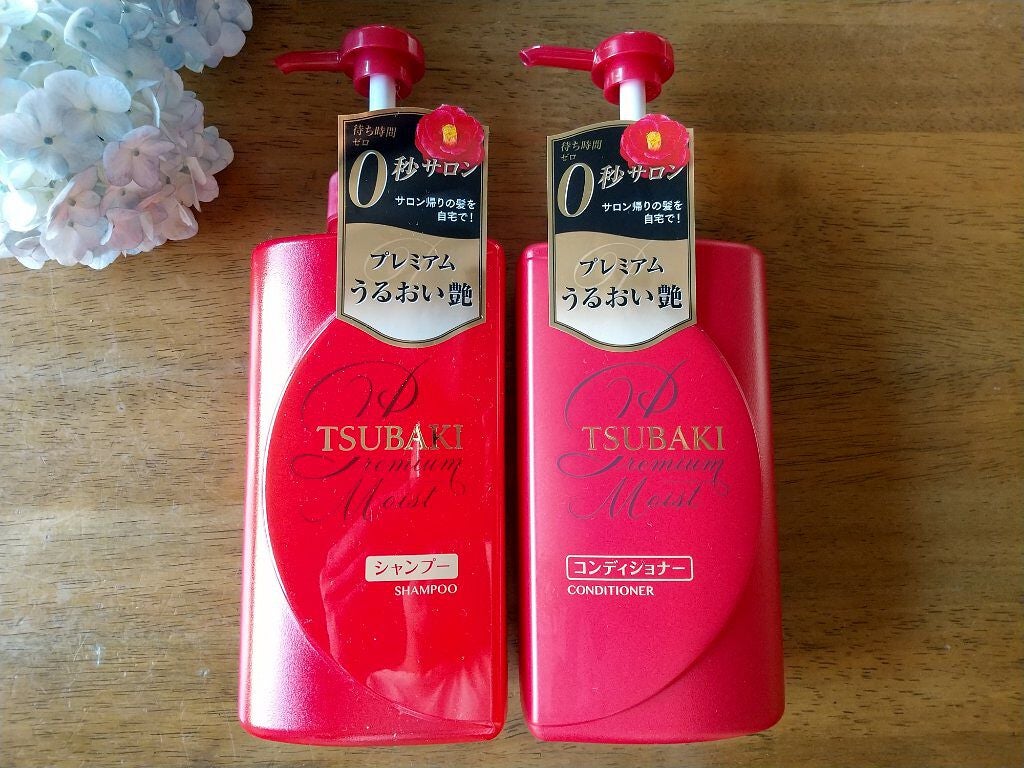 待ち時間
ゼロ
0秒サロン
サロン帰りの髪を
自宅で!
プレミアム
うるおい艶
TSUBAKI
Premium
Moist
シャンプー
SHAMPOO
待ち時間
ゼロ
0秒サロン
サロン帰りの髪を
自宅で!
プレミアム
うるおい艶
TSUBAKI
Premium
Moist
コンディショナー
CONDITIONER